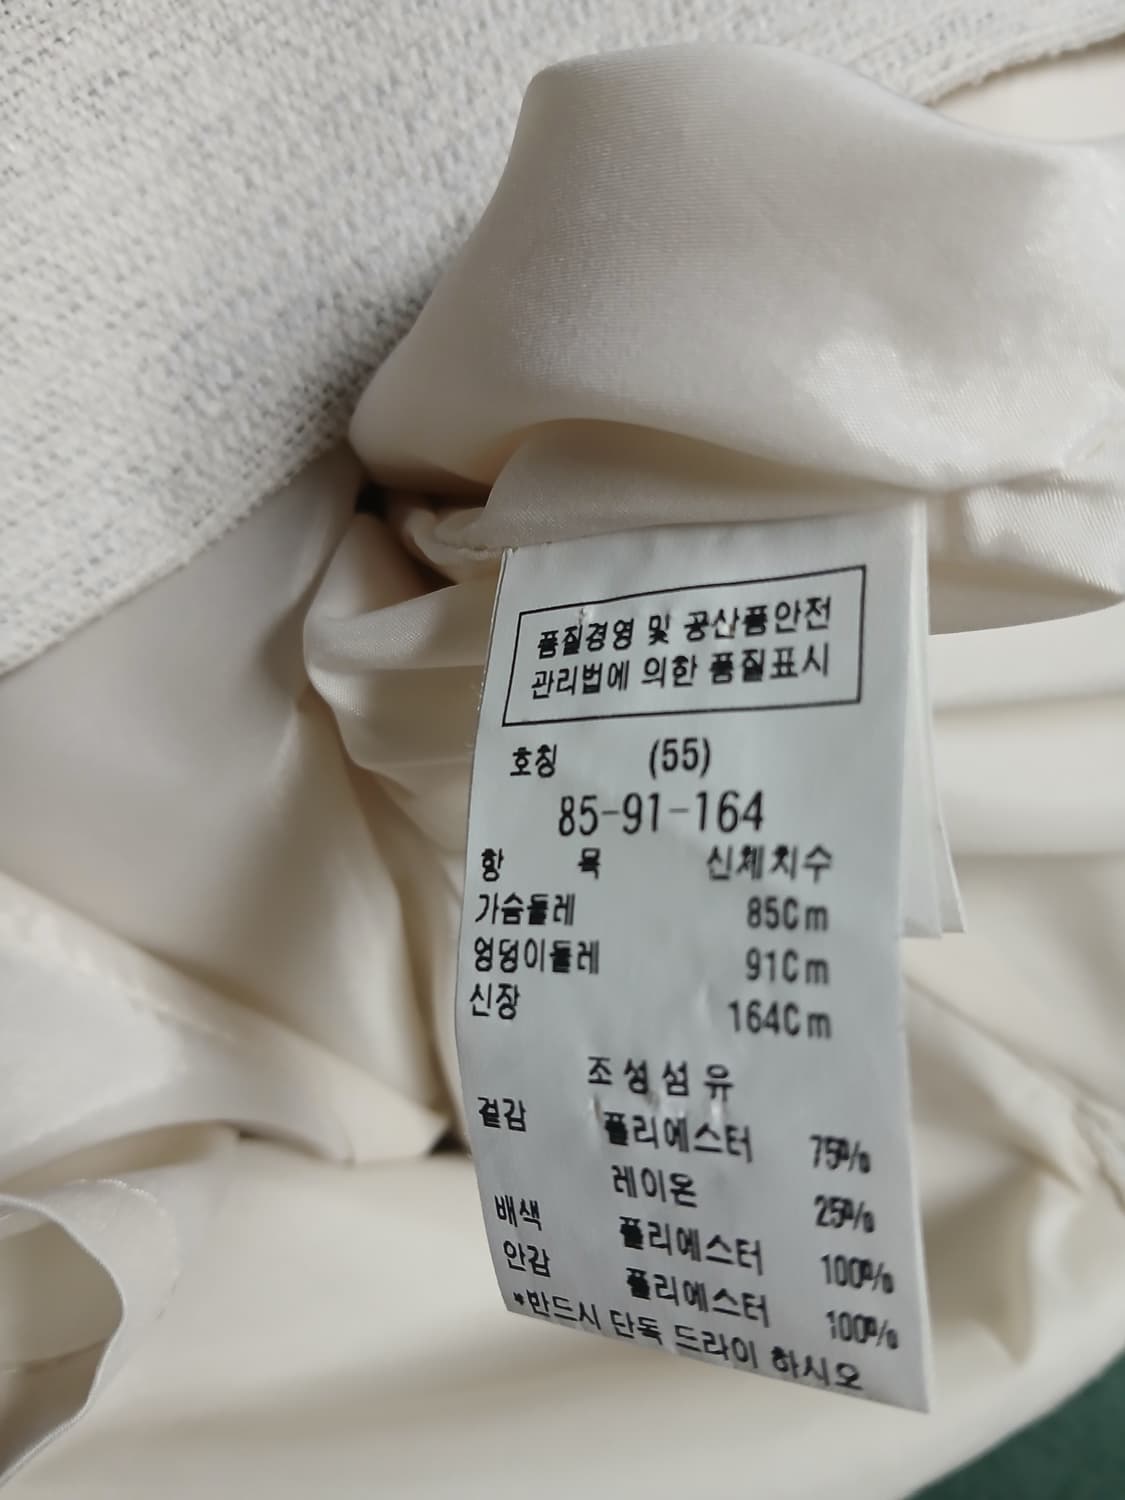 품질경영 및 공산품안전
관리법에 의한 품질표시
호칭 (55)
85-91-164
항 목 신체치수
가슴둘레 85Cm
엉덩이둘레 91Cm
신장 164Cm
조성섬유
겉감 폴리에스터 75%
레이온 25%
배색 폴리에스터 100%
안감 폴리에스터 100%
*반드시 단독 드라이 하시오